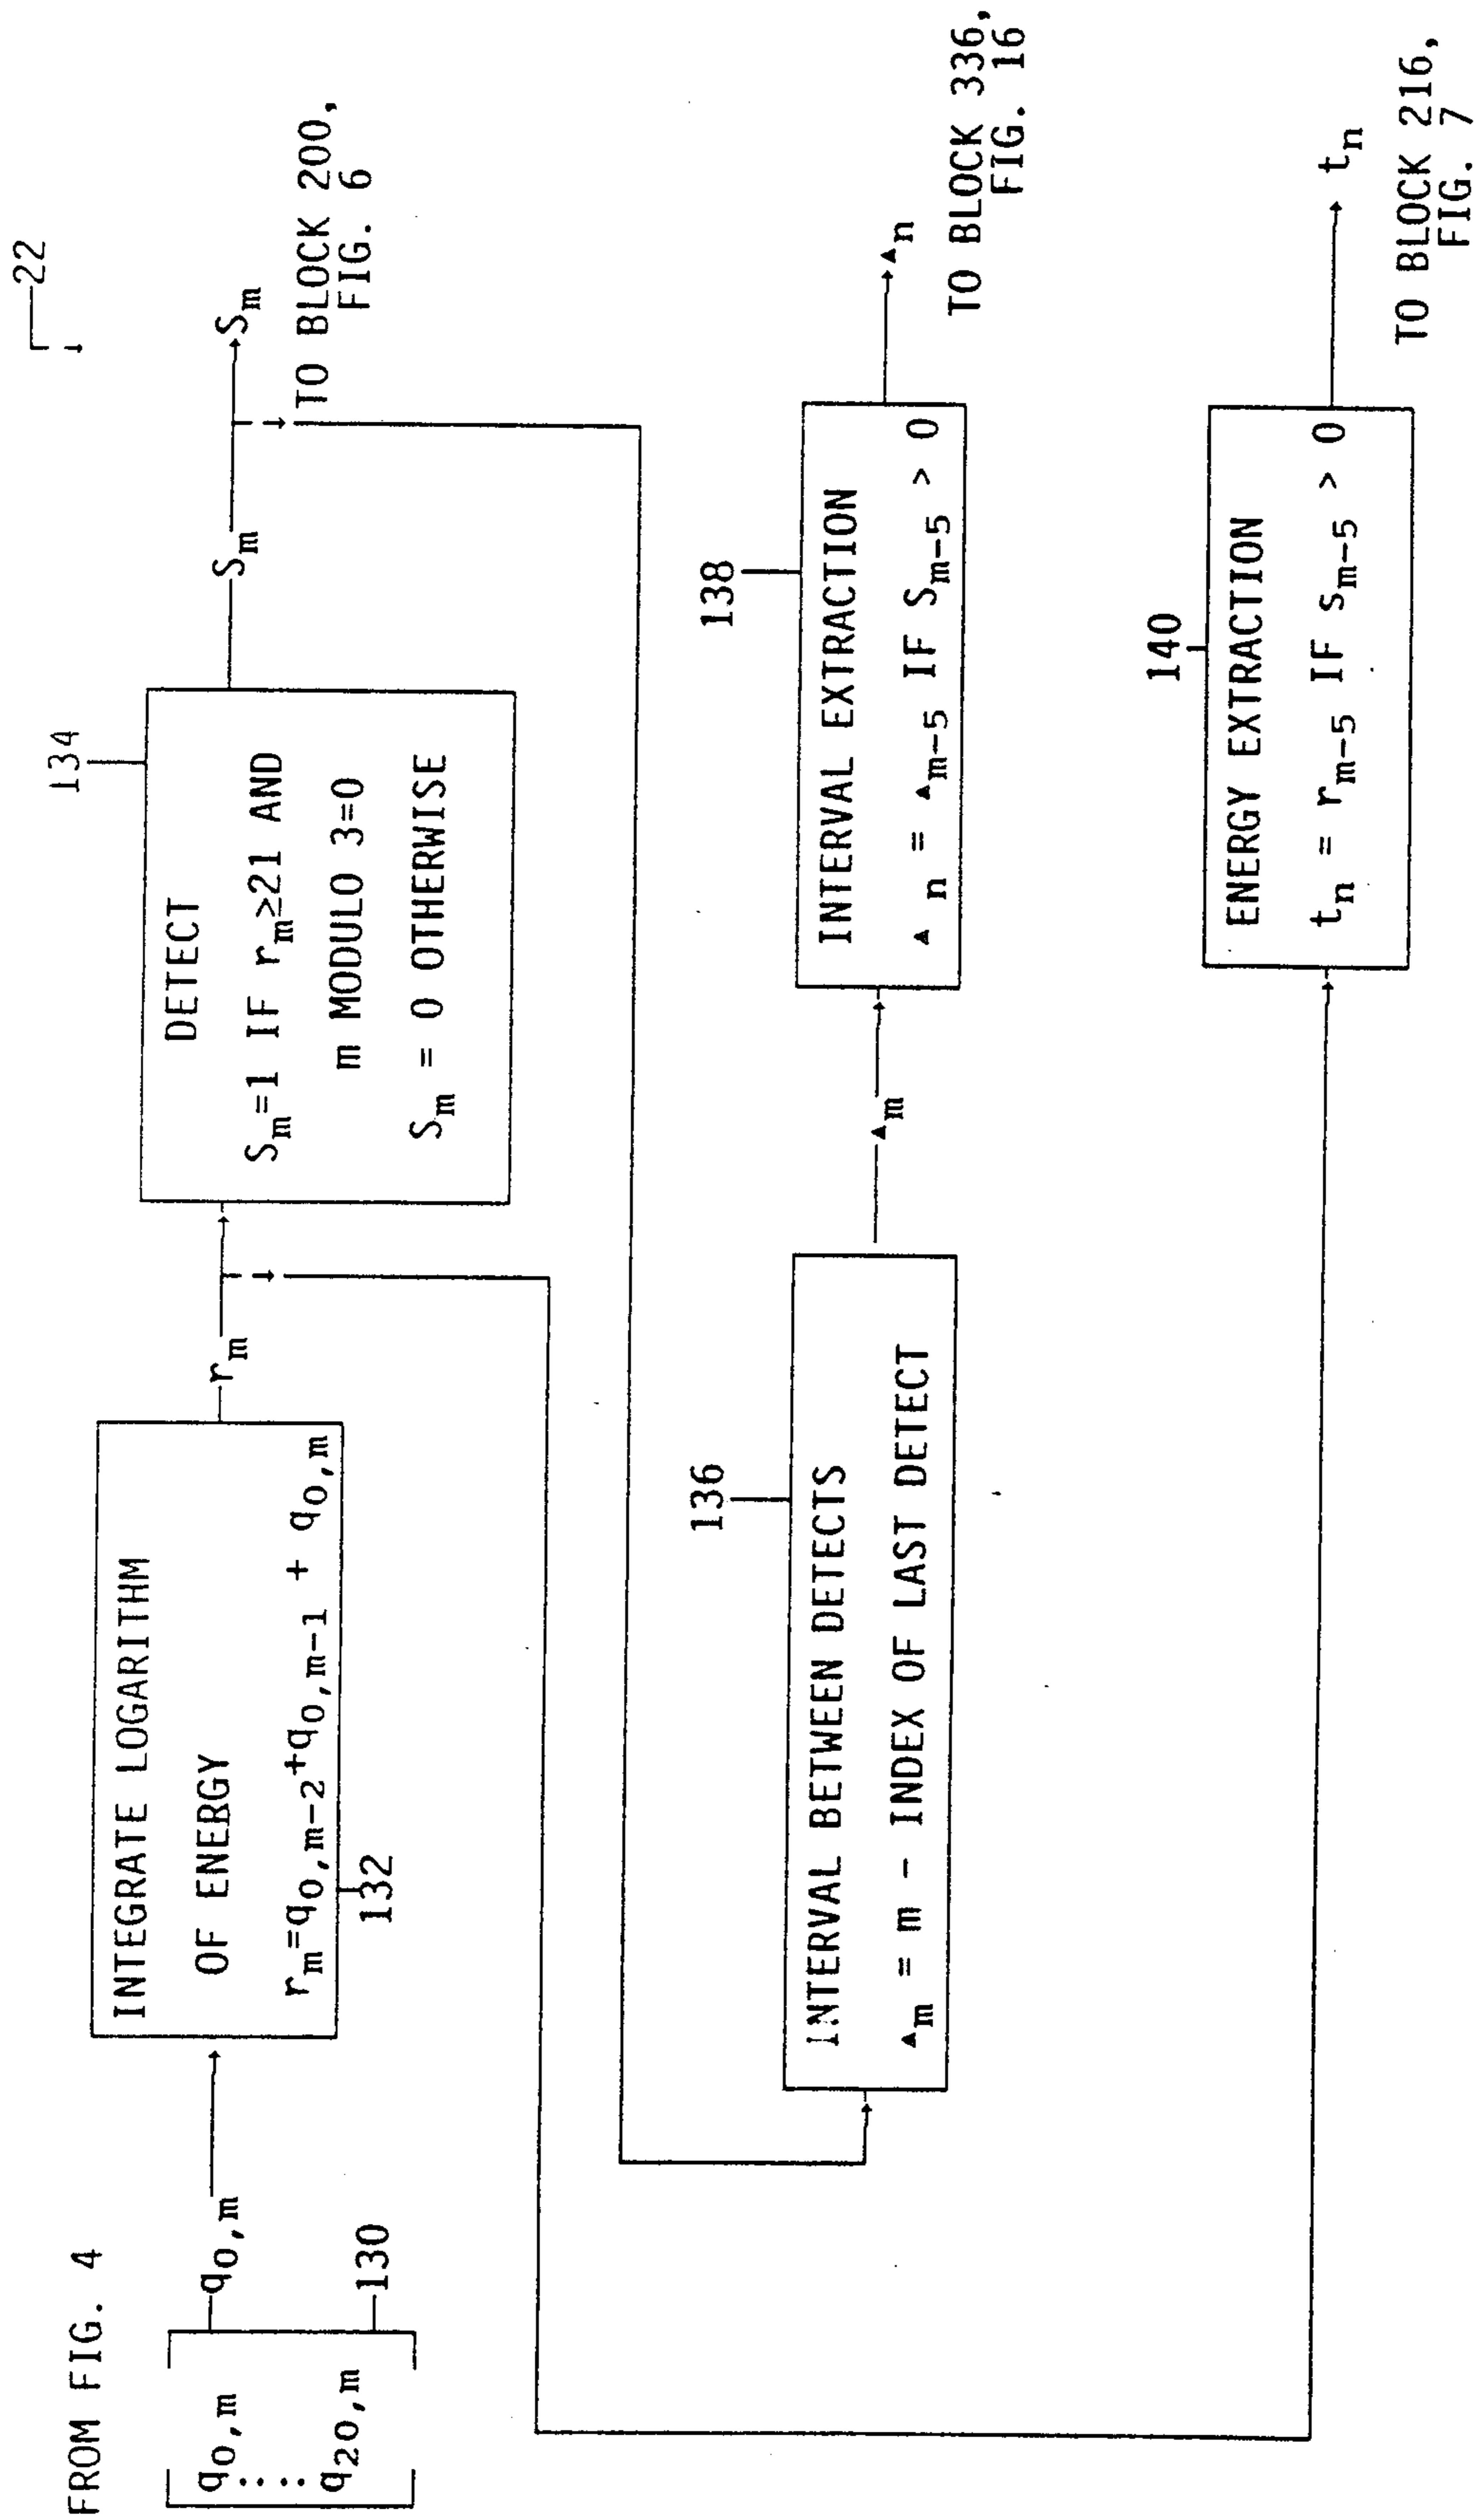 22
FROM FIG. 4
q0,m
q20,m
130
q0,m
INTEGRATE LOGARITHM
OF ENERGY
rm=q0,m-2+q0,m-1 + q0,m
132
rm
134
DETECT
Sm=1 IF rm≥21 AND
m MODULO 3=0
Sm = 0 OTHERWISE
Sm
Sm
TO BLOCK 200,
FIG. 6
136
INTERVAL BETWEEN DETECTS
▲m = m - INDEX OF LAST DETECT
▲m
138
INTERVAL EXTRACTION
▲n = ▲m-5 IF Sm-5 > 0
▲n
TO BLOCK 336,
FIG. 16
140
ENERGY EXTRACTION
tn = rm-5 IF sm-5 > 0
tn
TO BLOCK 216,
FIG. 7